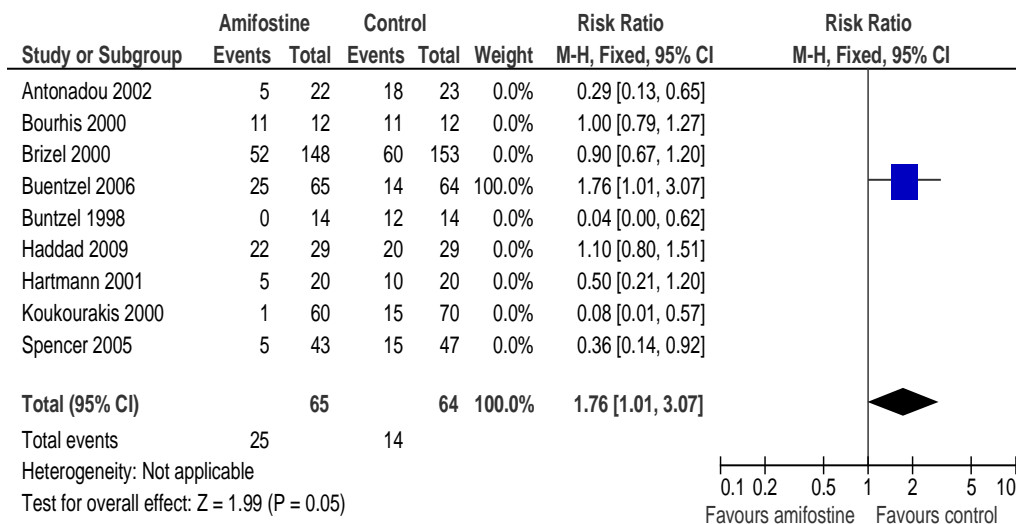 Amifostine Control Risk Ratio Risk Ratio
Study or Subgroup Events Total Events Total Weight M-H, Fixed, 95% CI M-H, Fixed, 95% CI
Antonadou 2002 5 22 18 23 0.0% 0.29 [0.13, 0.65]
Bourhis 2000 11 12 11 12 0.0% 1.00 [0.79, 1.27]
Brizel 2000 52 148 60 153 0.0% 0.90 [0.67, 1.20]
Buentzel 2006 25 65 14 64 100.0% 1.76 [1.01, 3.07]
Buntzel 1998 0 14 12 14 0.0% 0.04 [0.00, 0.62]
Haddad 2009 22 29 20 29 0.0% 1.10 [0.80, 1.51]
Hartmann 2001 5 20 10 20 0.0% 0.50 [0.21, 1.20]
Koukourakis 2000 1 60 15 70 0.0% 0.08 [0.01, 0.57]
Spencer 2005 5 43 15 47 0.0% 0.36 [0.14, 0.92]
Total (95% CI) 65 64 100.0% 1.76 [1.01, 3.07]
Total events 25 14
Heterogeneity: Not applicable
Test for overall effect: Z = 1.99 (P = 0.05)
0.1 0.2 0.5 1 2 5 10
Favours amifostine Favours control